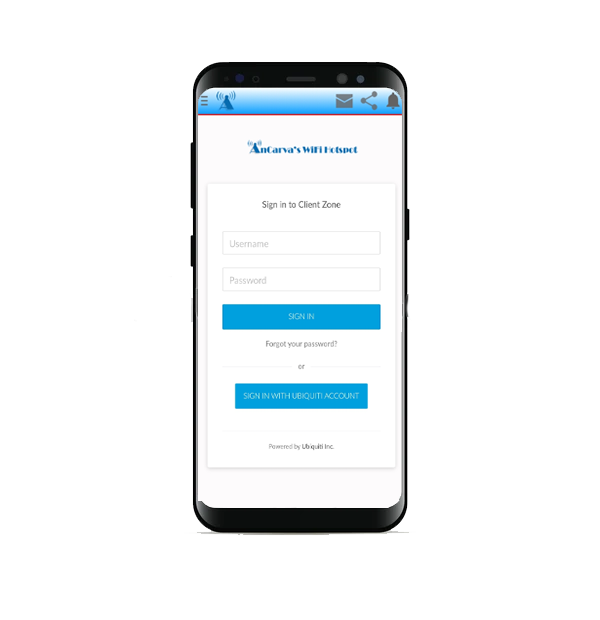 AnCarva's WiFi Hotspot
Sign in to Client Zone
Username
Password
SIGN IN
Forgot your password?
or
SIGN IN WITH UBIQUITI ACCOUNT
Powered by Ubiquiti Inc.